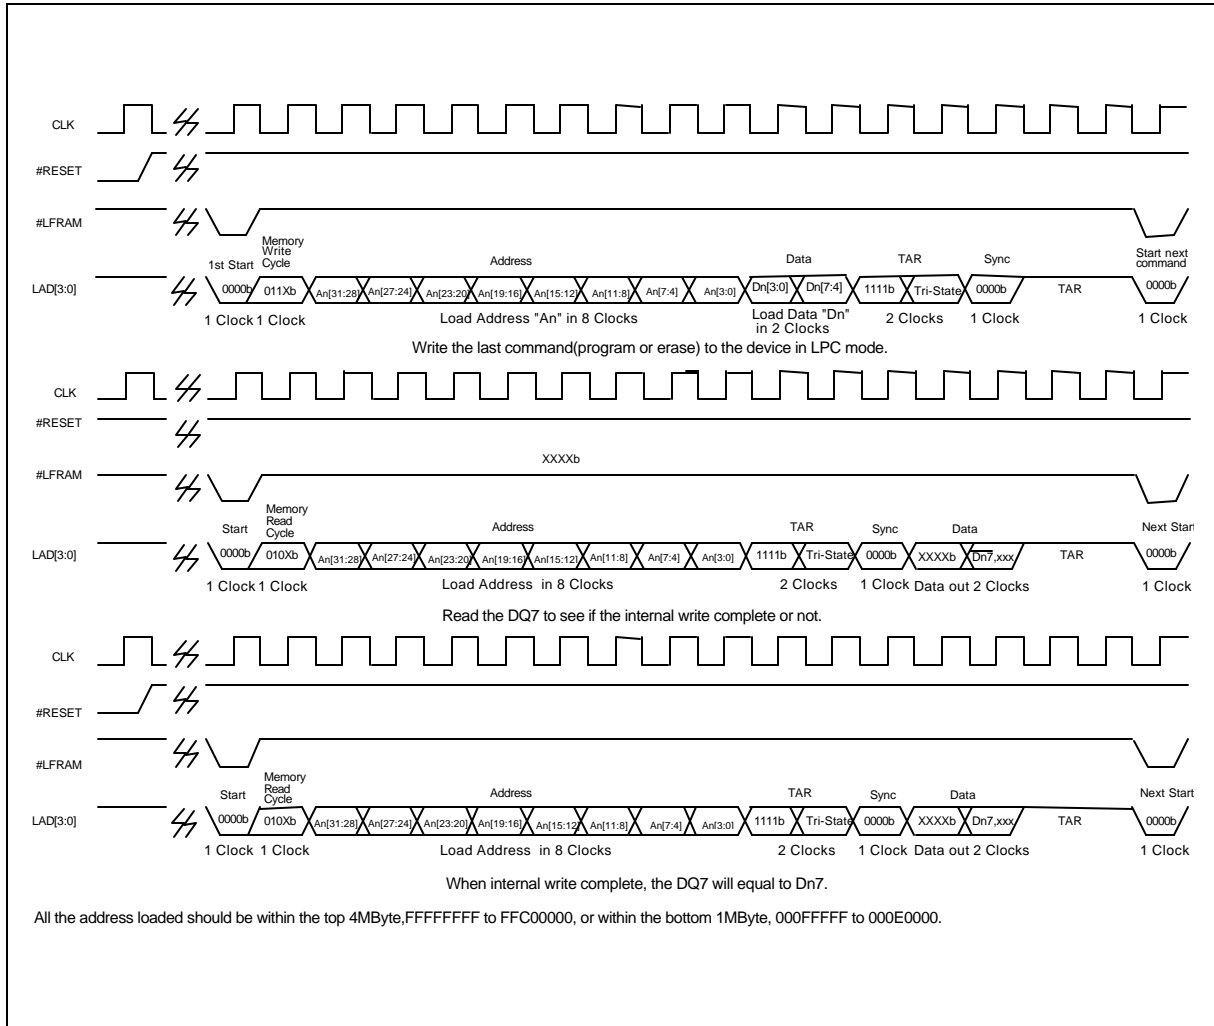 CLK
#RESET
#LFRAM
1st Start Memory Write Cycle Address Data TAR Sync Start next command
LAD[3:0] 0000b 011Xb An[31:28] An[27:24] An[23:20] An[19:16] An[15:12] An[11:8] An[7:4] An[3:0] Dn[3:0] Dn[7:4] 1111b Tri-State 0000b TAR 0000b
1 Clock 1 Clock Load Address "An" in 8 Clocks Load Data "Dn" in 2 Clocks 2 Clocks 1 Clock 1 Clock
Write the last command(program or erase) to the device in LPC mode.
CLK
#RESET
XXXXb
#LFRAM
Start Memory Read Cycle Address TAR Sync Data Next Start
LAD[3:0] 0000b 010Xb An[31:28] An[27:24] An[23:20] An[19:16] An[15:12] An[11:8] An[7:4] An[3:0] 1111b Tri-State 0000b XXXXb Dn7,xxx TAR 0000b
1 Clock 1 Clock Load Address in 8 Clocks 2 Clocks 1 Clock Data out 2 Clocks 1 Clock
Read the DQ7 to see if the internal write complete or not.
CLK
#RESET
#LFRAM
Start Memory Read Cycle Address TAR Sync Data Next Start
LAD[3:0] 0000b 010Xb An[31:28] An[27:24] An[23:20] An[19:16] An[15:12] An[11:8] An[7:4] An[3:0] 1111b Tri-State 0000b XXXXb Dn7,xxx TAR 0000b
1 Clock 1 Clock Load Address in 8 Clocks 2 Clocks 1 Clock Data out 2 Clocks 1 Clock
When internal write complete, the DQ7 will equal to Dn7.
All the address loaded should be within the top 4MByte,FFFFFFFF to FFC00000, or within the bottom 1MByte, 000FFFFF to 000E0000.